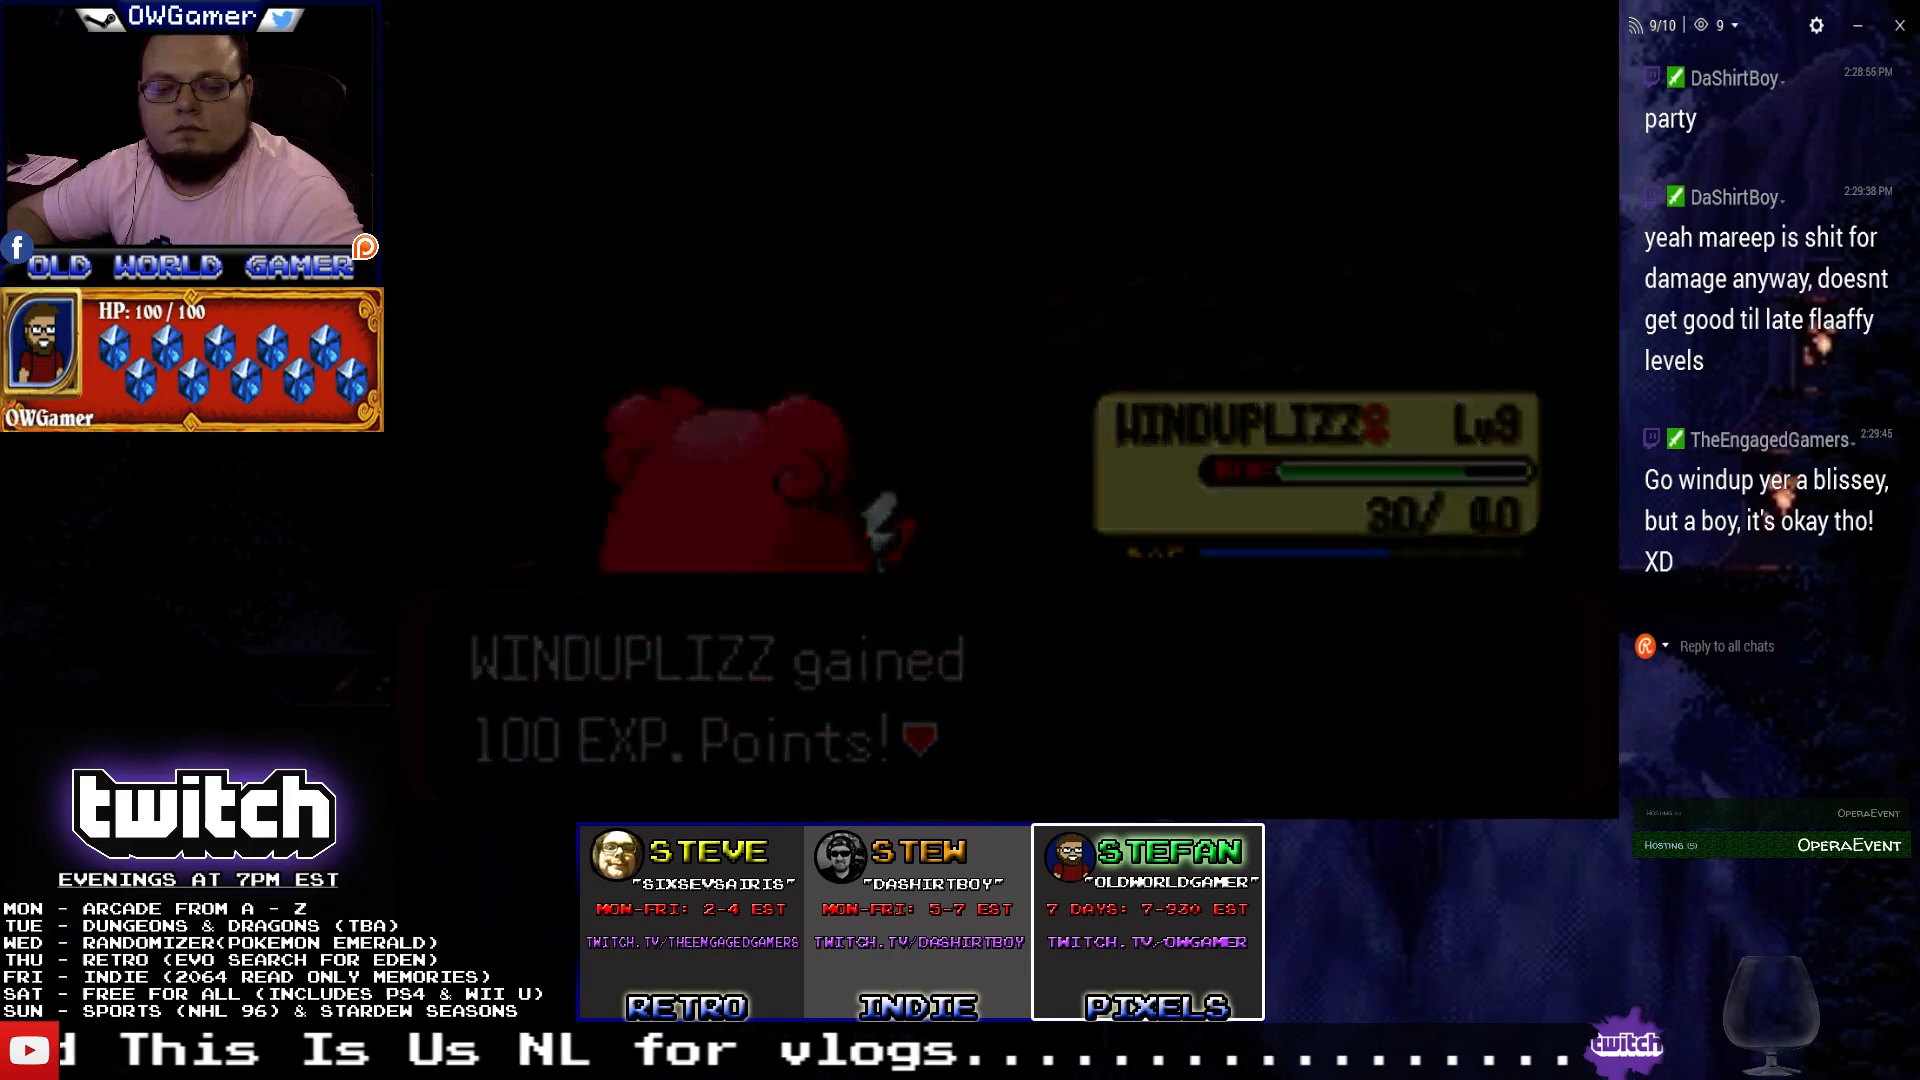 OWGamer
OLD WORLD GAMER
HP: 100 / 100
OWGamer
WINDUPLIZZ Lv9
30/ 40
WINDUPLIZZ gained
100 EXP. Points!
9/10 9
DaShirtBoy 2:28:55 PM
party
DaShirtBoy 2:29:38 PM
yeah mareep is shit for
damage anyway, doesnt
get good til late flaaffy
levels
TheEngagedGamers 2:29:45
Go windup yer a blissey,
but a boy, it's okay tho!
XD
Reply to all chats
OperaEvent
Hosting (5) OperaEvent
twitch
EVENINGS AT 7PM EST
MON - ARCADE FROM A - Z
TUE - DUNGEONS & DRAGONS (TBA)
WED - RANDOMIZER(POKEMON EMERALD)
THU - RETRO (EVO SEARCH FOR EDEN)
FRI - INDIE (2064 READ ONLY MEMORIES)
SAT - FREE FOR ALL (INCLUDES PS4 & WII U)
SUN - SPORTS (NHL 96) & STARDEW SEASONS
STEVE
"SIXSEVSAIRIS"
MON-FRI: 2-4 EST
TWITCH.TV/THEENGAGEDGAMERS
RETRO
STEW
"DASHIRTBOY"
MON-FRI: 5-7 EST
TWITCH.TV/DASHIRTBOY
INDIE
STEFAN
"OLDWORLDGAMER"
7 DAYS: 7-930 EST
TWITCH.TV/OWGAMER
PIXELS
d This Is Us NL for vlogs..................
twitch